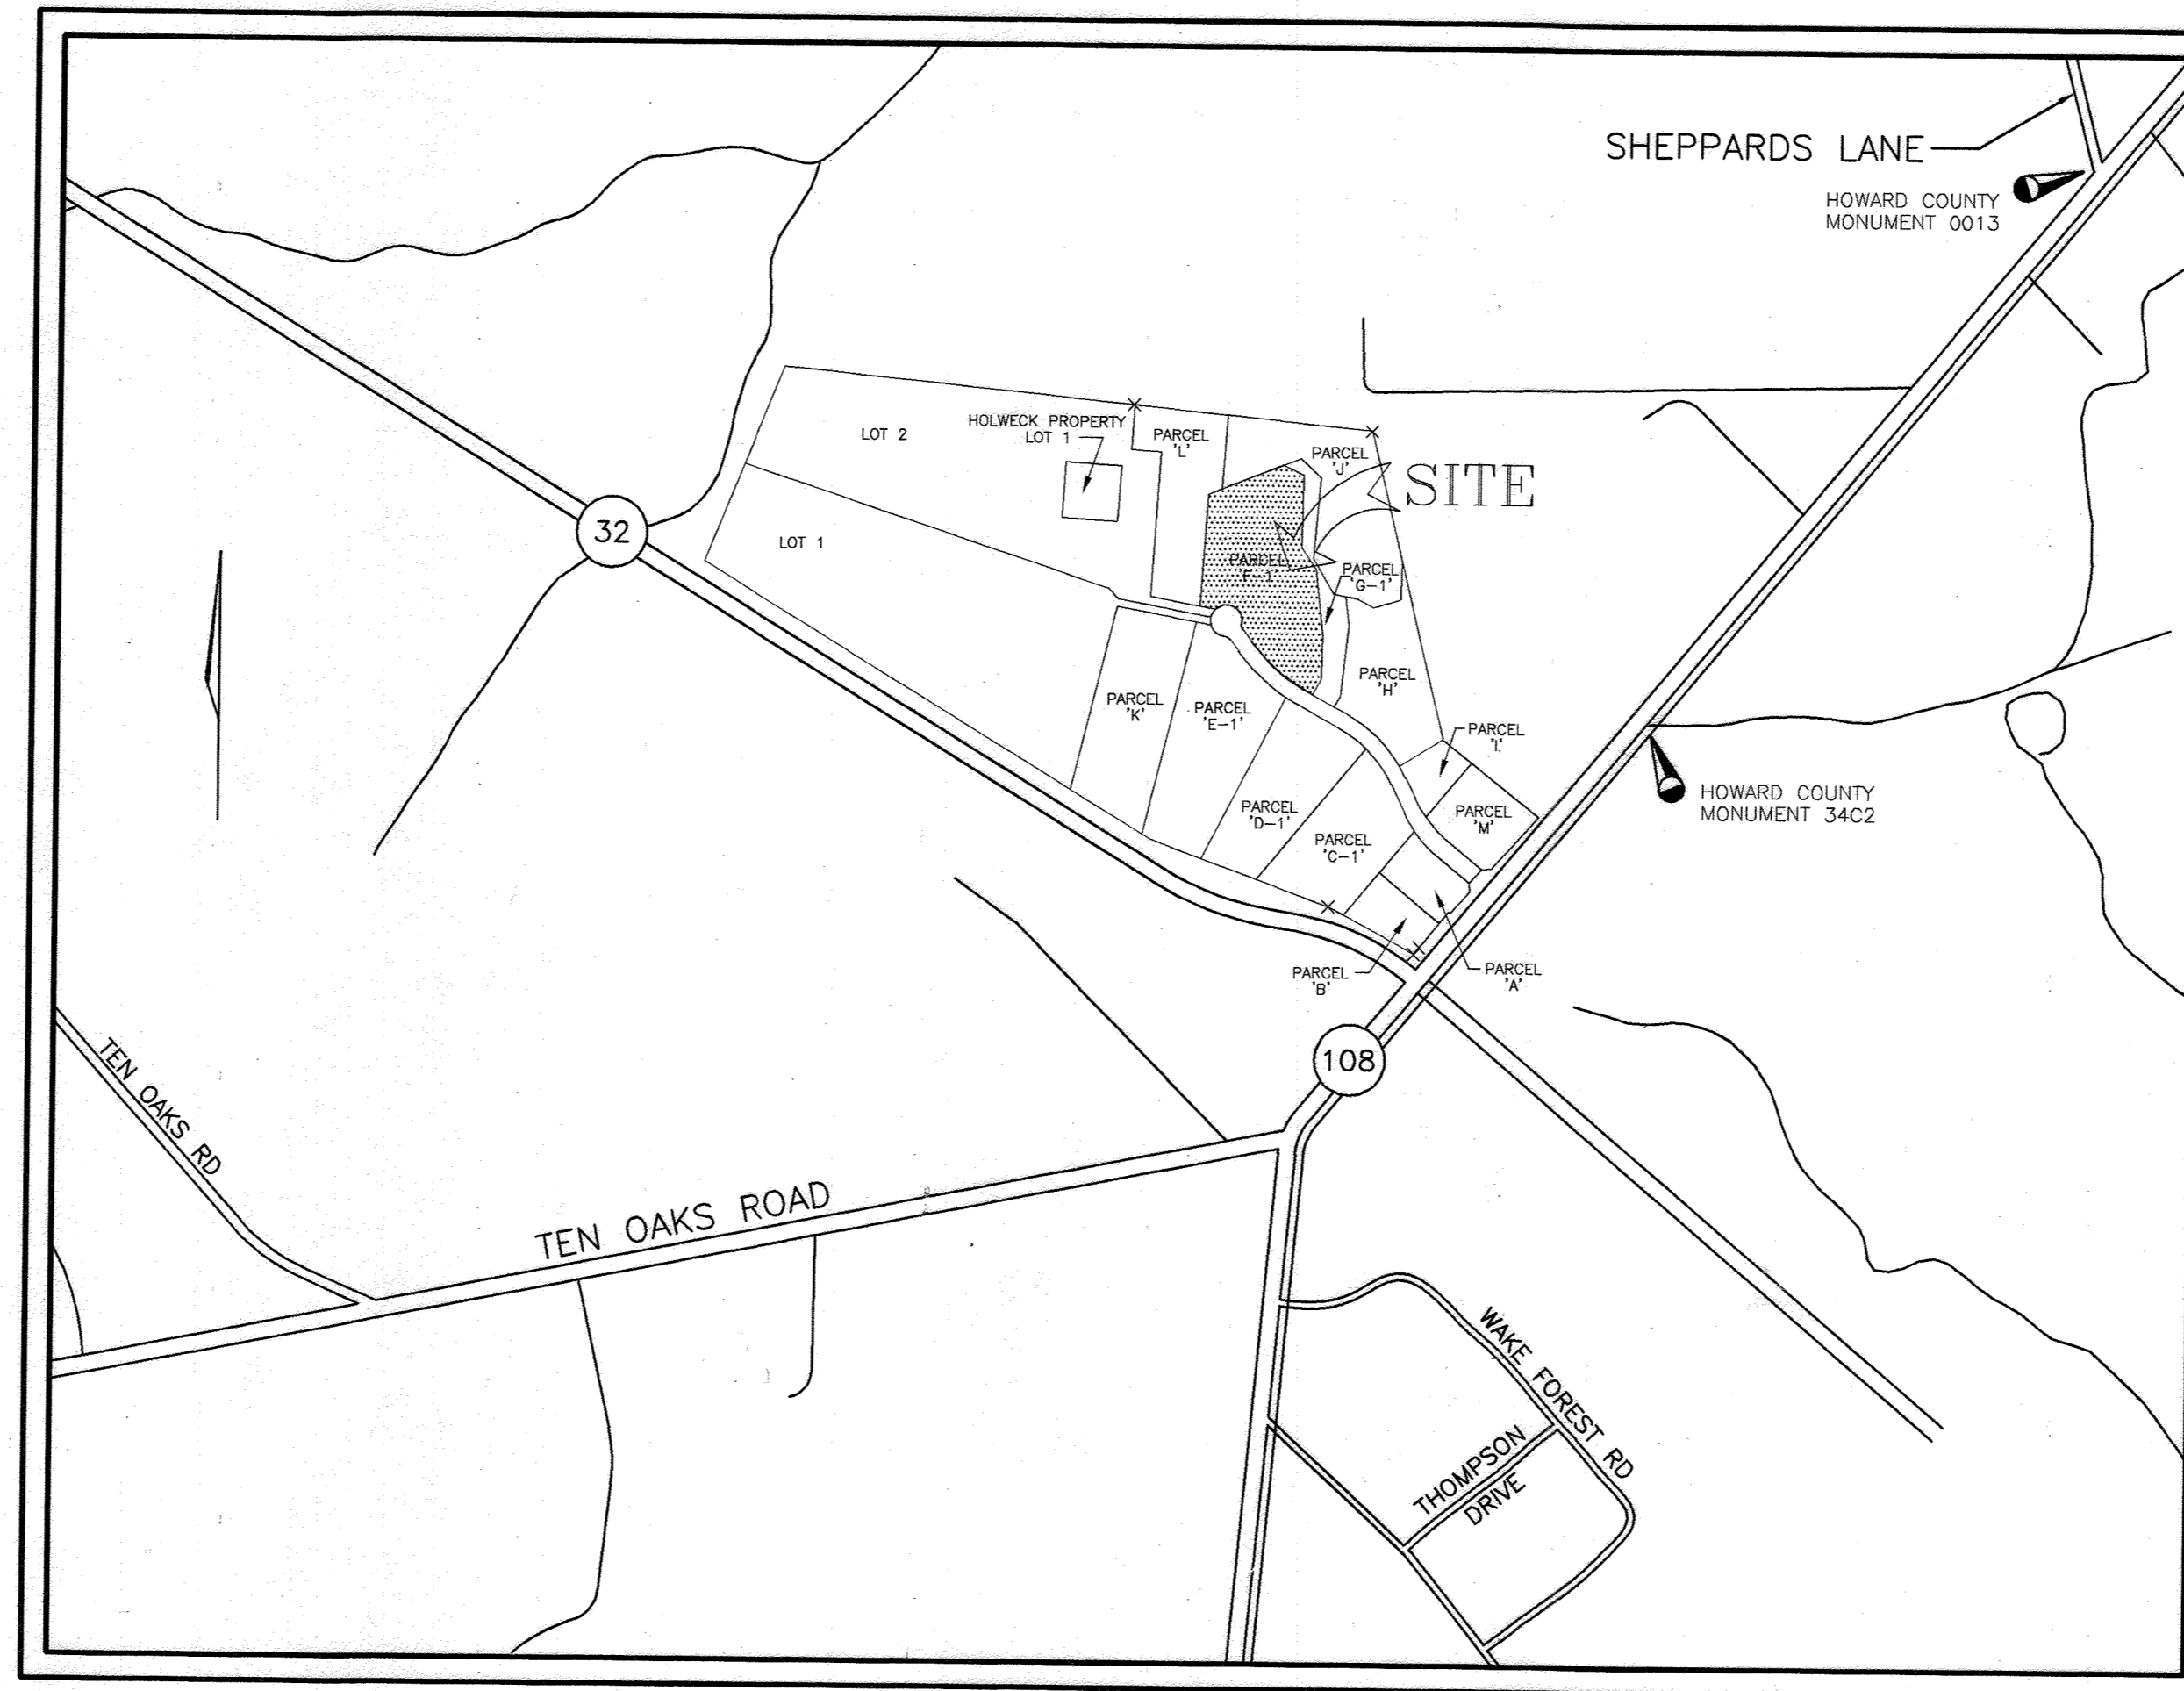 SHEPPARDS LANE
HOWARD COUNTY
MONUMENT 0013
HOLWECK PROPERTY
LOT 1
LOT 2
PARCEL
'L'
PARCEL
'J'
SITE
32
LOT 1
PARCEL
'F-1'
PARCEL
'G-1'
PARCEL
'H'
PARCEL
'K'
PARCEL
'E-1'
PARCEL
'I'
PARCEL
'D-1'
PARCEL
'M'
PARCEL
'C-1'
HOWARD COUNTY
MONUMENT 34C2
PARCEL
'B'
PARCEL
'A'
108
TEN OAKS RD
TEN OAKS ROAD
WAKE FOREST RD
THOMPSON
DRIVE